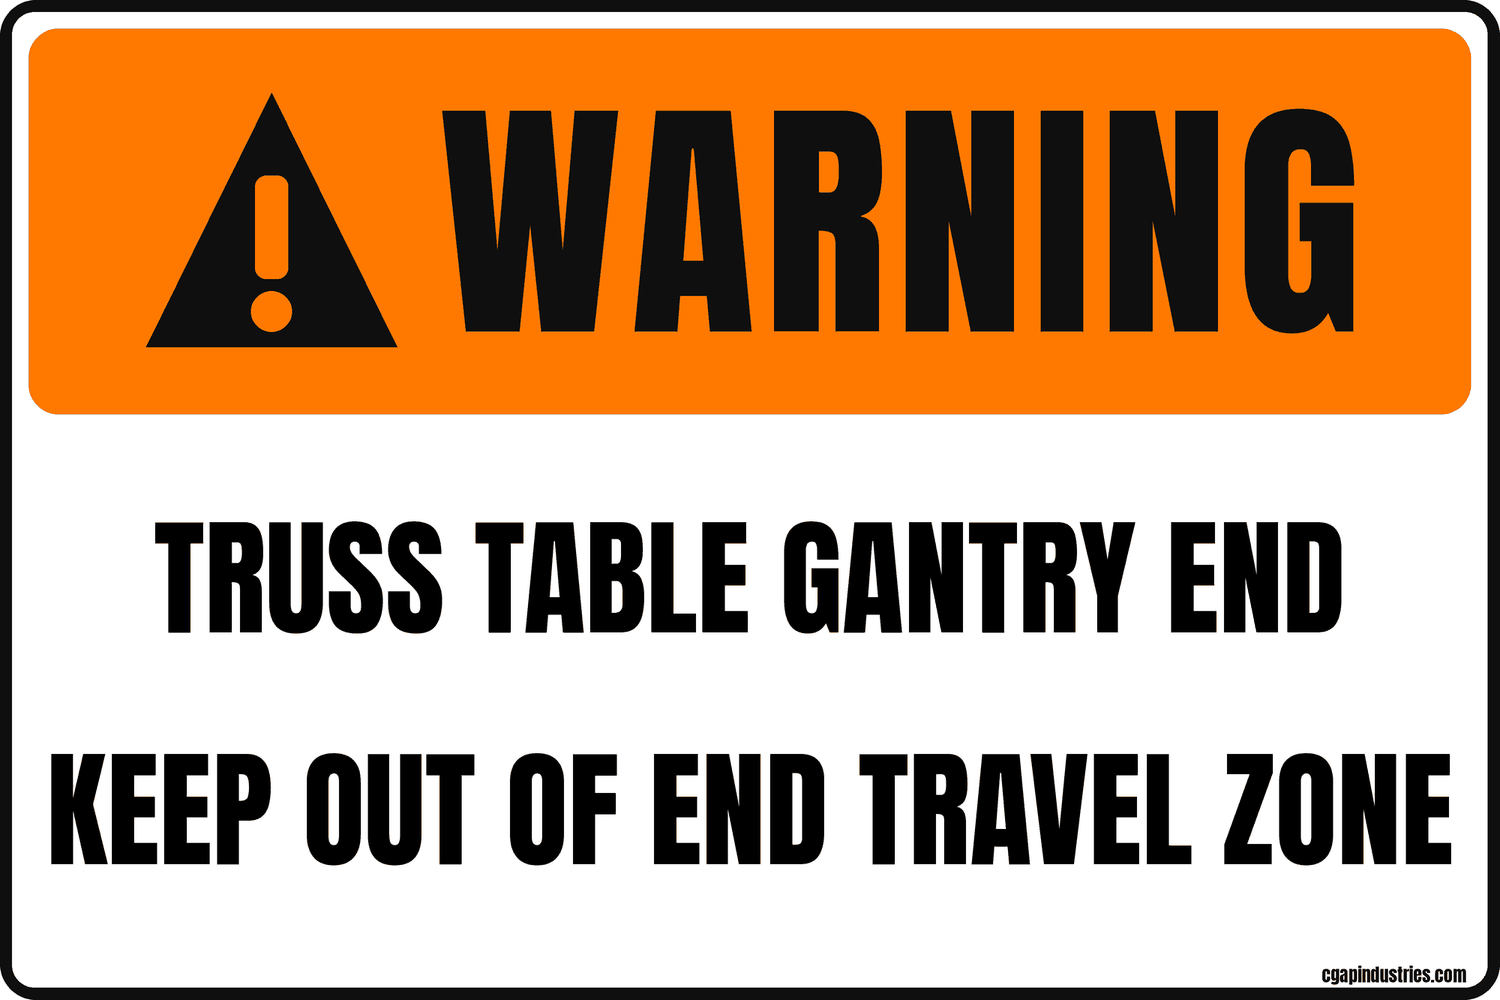 WARNING
TRUSS TABLE GANTRY END
KEEP OUT OF END TRAVEL ZONE
cgapindustries.com